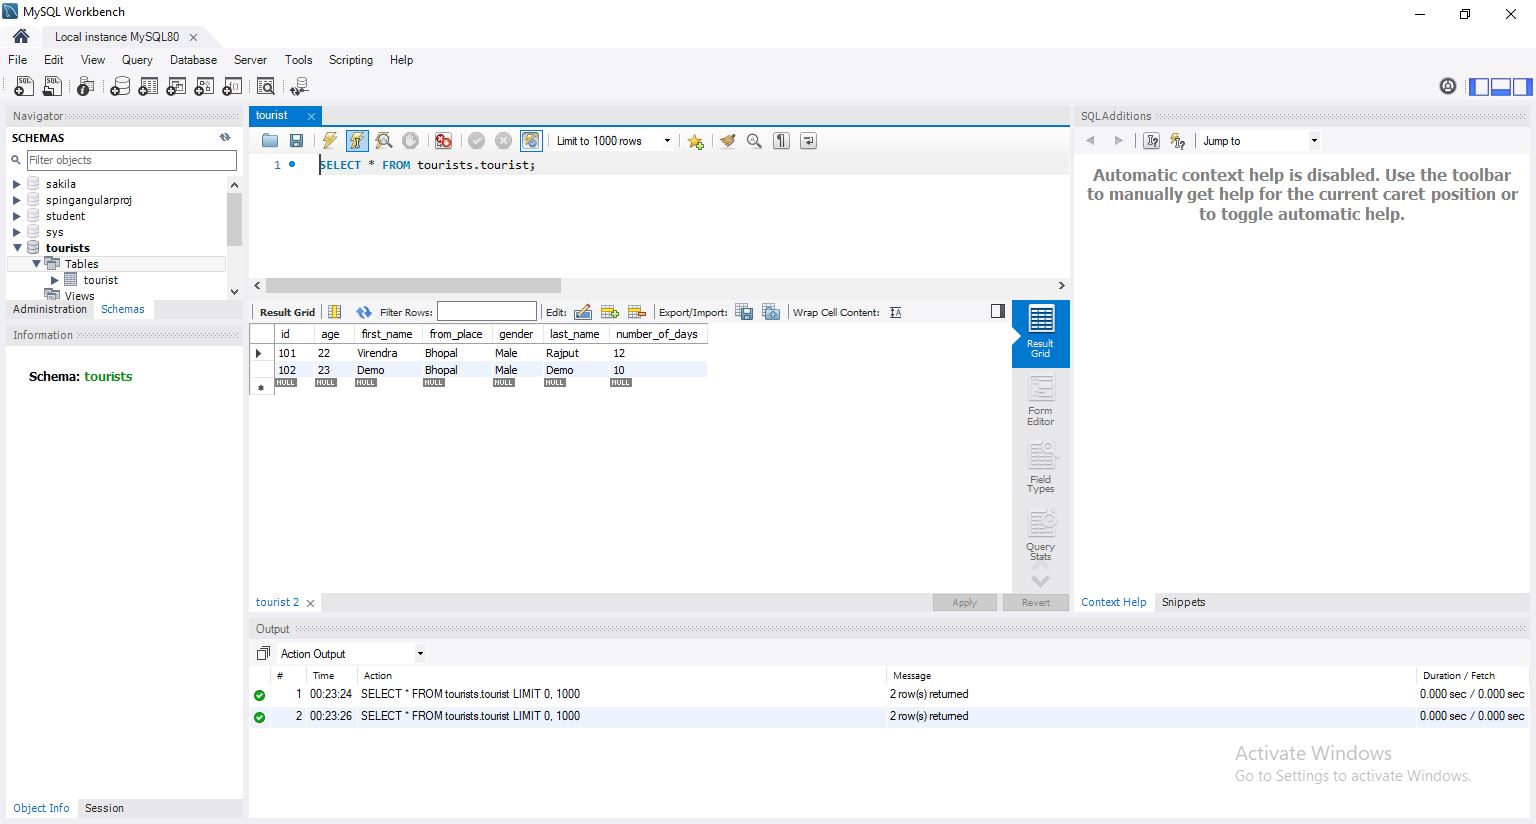 MySQL Workbench
Local instance MySQL80
File Edit View Query Database Server Tools Scripting Help
Navigator
SCHEMAS
Filter objects
sakila
spingangularproj
student
sys
tourists
Tables
tourist
Views
Administration Schemas
Information
Schema: tourists
Object Info Session
tourist
Limit to 1000 rows
1 SELECT * FROM tourists.tourist;
Result Grid Filter Rows: Edit: Export/Import: Wrap Cell Content: IA
id age first_name from_place gender last_name number_of_days
101 22 Virendra Bhopal Male Rajput 12
102 23 Demo Bhopal Male Demo 10
NULL NULL NULL NULL NULL NULL NULL
Result
Grid
Form
Editor
Field
Types
Query
Stats
tourist 2
Apply Revert
SQLAdditions
Jump to
Automatic context help is disabled. Use the toolbar
to manually get help for the current caret position or
to toggle automatic help.
Context Help Snippets
Output
Action Output
# Time Action Message Duration / Fetch
1 00:23:24 SELECT * FROM tourists.tourist LIMIT 0, 1000 2 row(s) returned 0.000 sec / 0.000 sec
2 00:23:26 SELECT * FROM tourists.tourist LIMIT 0, 1000 2 row(s) returned 0.000 sec / 0.000 sec
Activate Windows
Go to Settings to activate Windows.